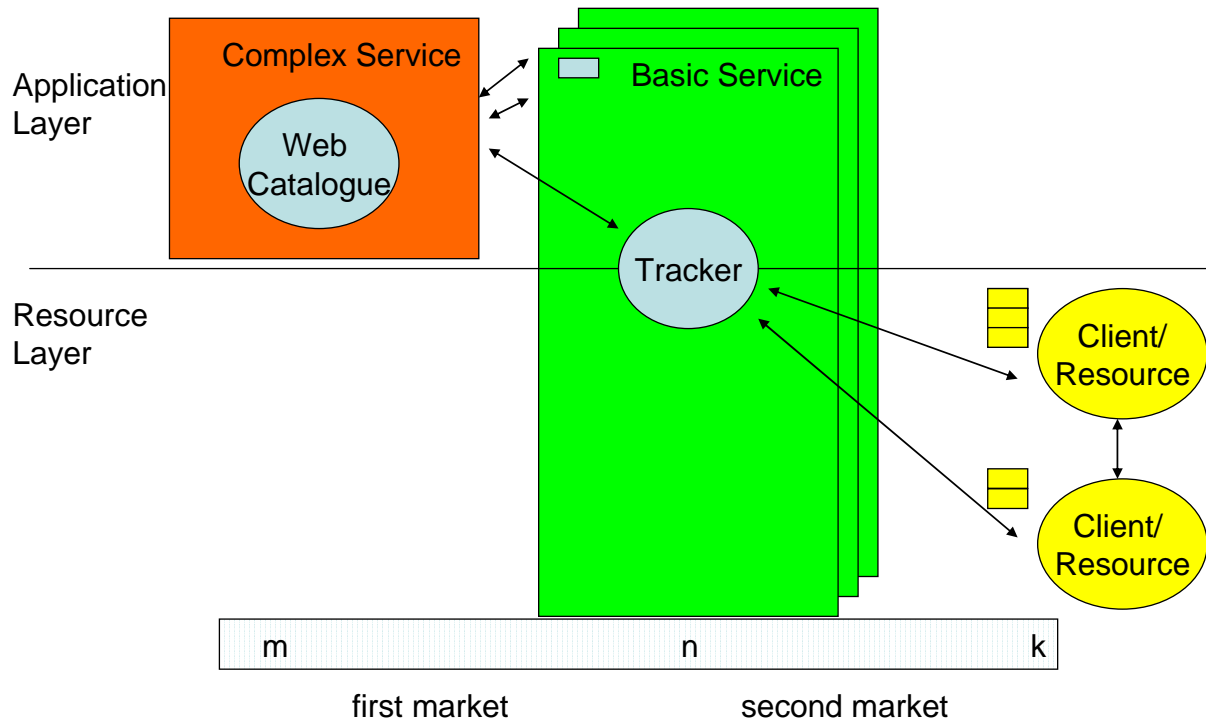 Complex Service
Basic Service
Application
Layer
Web
Catalogue
Tracker
Resource
Layer
Client/
Resource
Client/
Resource
m
n
k
first market
second market